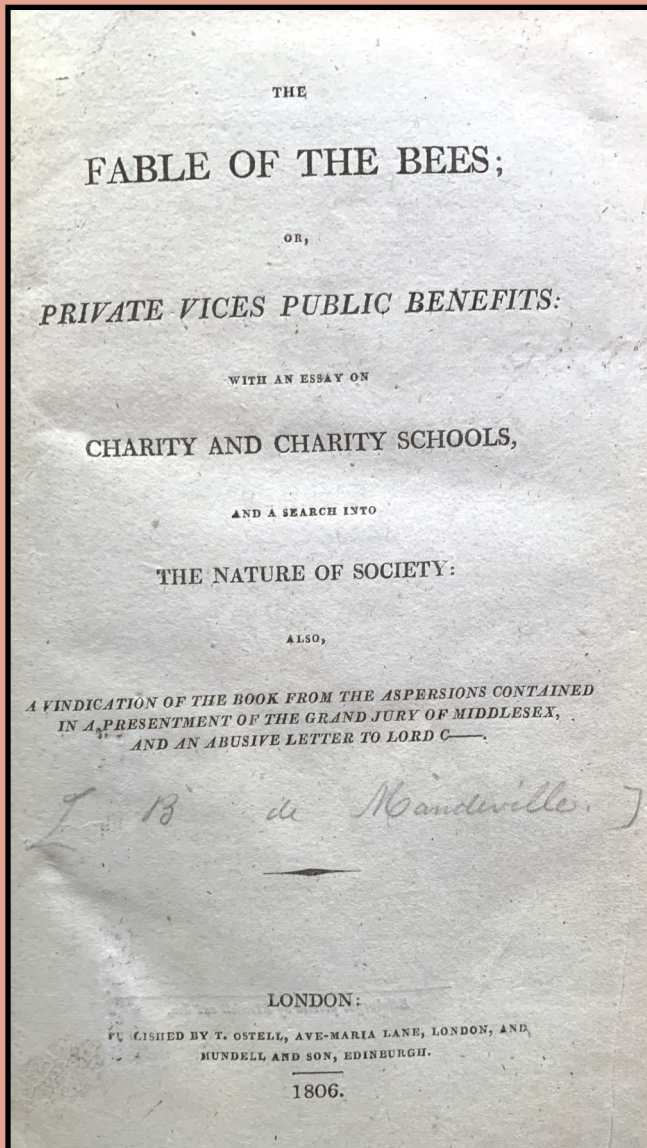 THE
FABLE OF THE BEES;
OR,
PRIVATE VICES PUBLIC BENEFITS:
WITH AN ESSAY ON
CHARITY AND CHARITY SCHOOLS,
AND A SEARCH INTO
THE NATURE OF SOCIETY:
ALSO,
A VINDICATION OF THE BOOK FROM THE ASPERSIONS CONTAINED
IN A PRESENTMENT OF THE GRAND JURY OF MIDDLESEX,
AND AN ABUSIVE LETTER TO LORD C——.
[ B de Mandeville. ]
LONDON:
PUBLISHED BY T. OSTELL, AVE-MARIA LANE, LONDON, AND
MUNDELL AND SON, EDINBURGH.
1806.